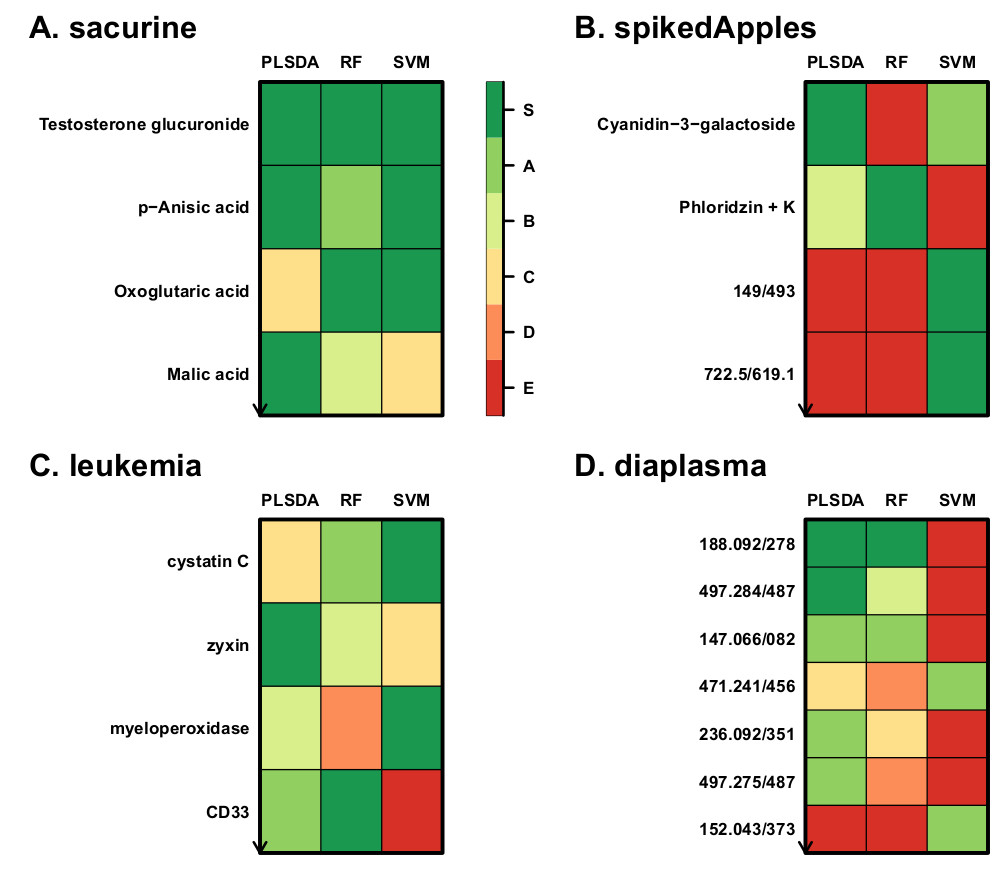 A. sacurine
PLSDA RF SVM
Testosterone glucuronide
p−Anisic acid
Oxoglutaric acid
Malic acid
S
A
B
C
D
E
B. spikedApples
PLSDA RF SVM
Cyanidin−3−galactoside
Phloridzin + K
149/493
722.5/619.1
C. leukemia
PLSDA RF SVM
cystatin C
zyxin
myeloperoxidase
CD33
D. diaplasma
PLSDA RF SVM
188.092/278
497.284/487
147.066/082
471.241/456
236.092/351
497.275/487
152.043/373